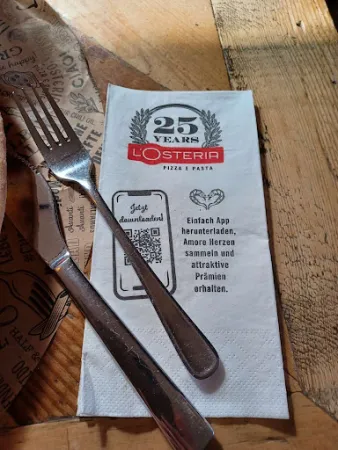 25
YEARS
L'OSTERIA
PIZZA E PASTA
Jetzt
downloaden!
Einfach App
herunterladen,
Amore Herzen
sammeln und
attraktive
Prämien
erhalten.